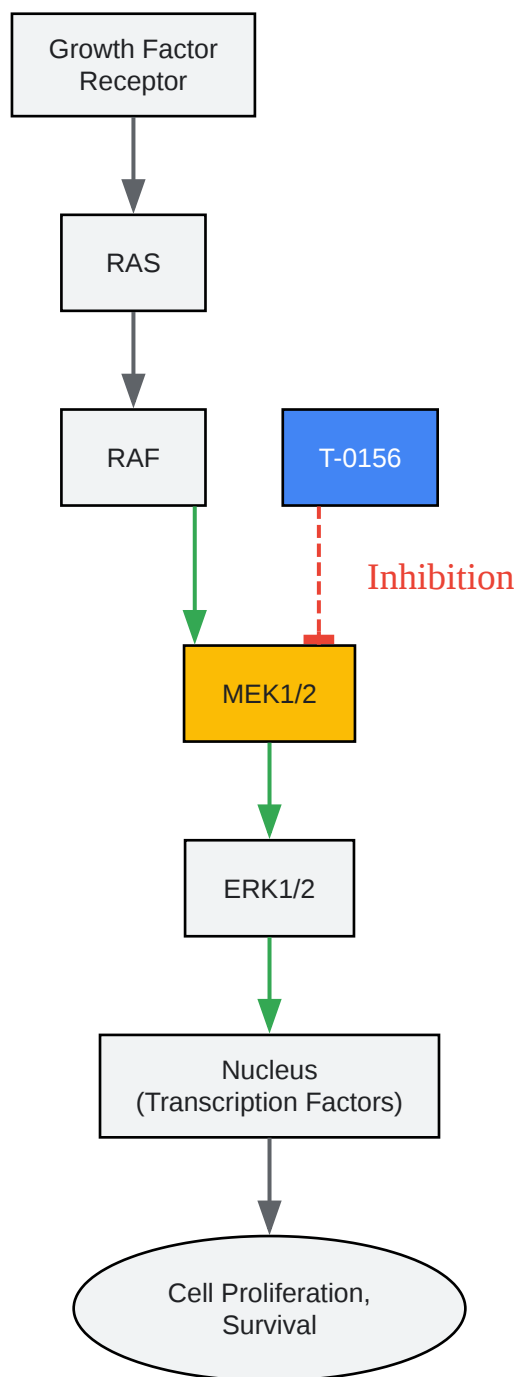 Growth Factor
Receptor
RAS
RAF
T-0156
Inhibition
MEK1/2
ERK1/2
Nucleus
(Transcription Factors)
Cell Proliferation,
Survival